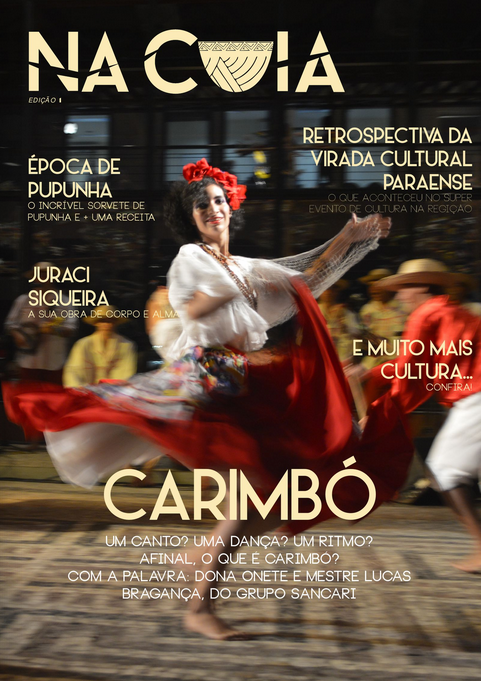 NA CUIA
EDIÇÃO I
RETROSPECTIVA DA
VIRADA CULTURAL
PARAENSE
O QUE ACONTECEU NO SUPER
EVENTO DE CULTURA NA REGIÇÃO
ÉPOCA DE
PUPUNHA
O INCRÍVEL SORVETE DE
PUPUNHA E + UMA RECEITA
JURACI
SIQUEIRA
A SUA OBRA DE CORPO E ALMA
E MUITO MAIS
CULTURA...
CONFIRA!
CARIMBÓ
UM CANTO? UMA DANÇA? UM RITMO?
AFINAL, O QUE É CARIMBÓ?
COM A PALAVRA: DONA ONETE E MESTRE LUCAS
BRAGANÇA, DO GRUPO SANCARI